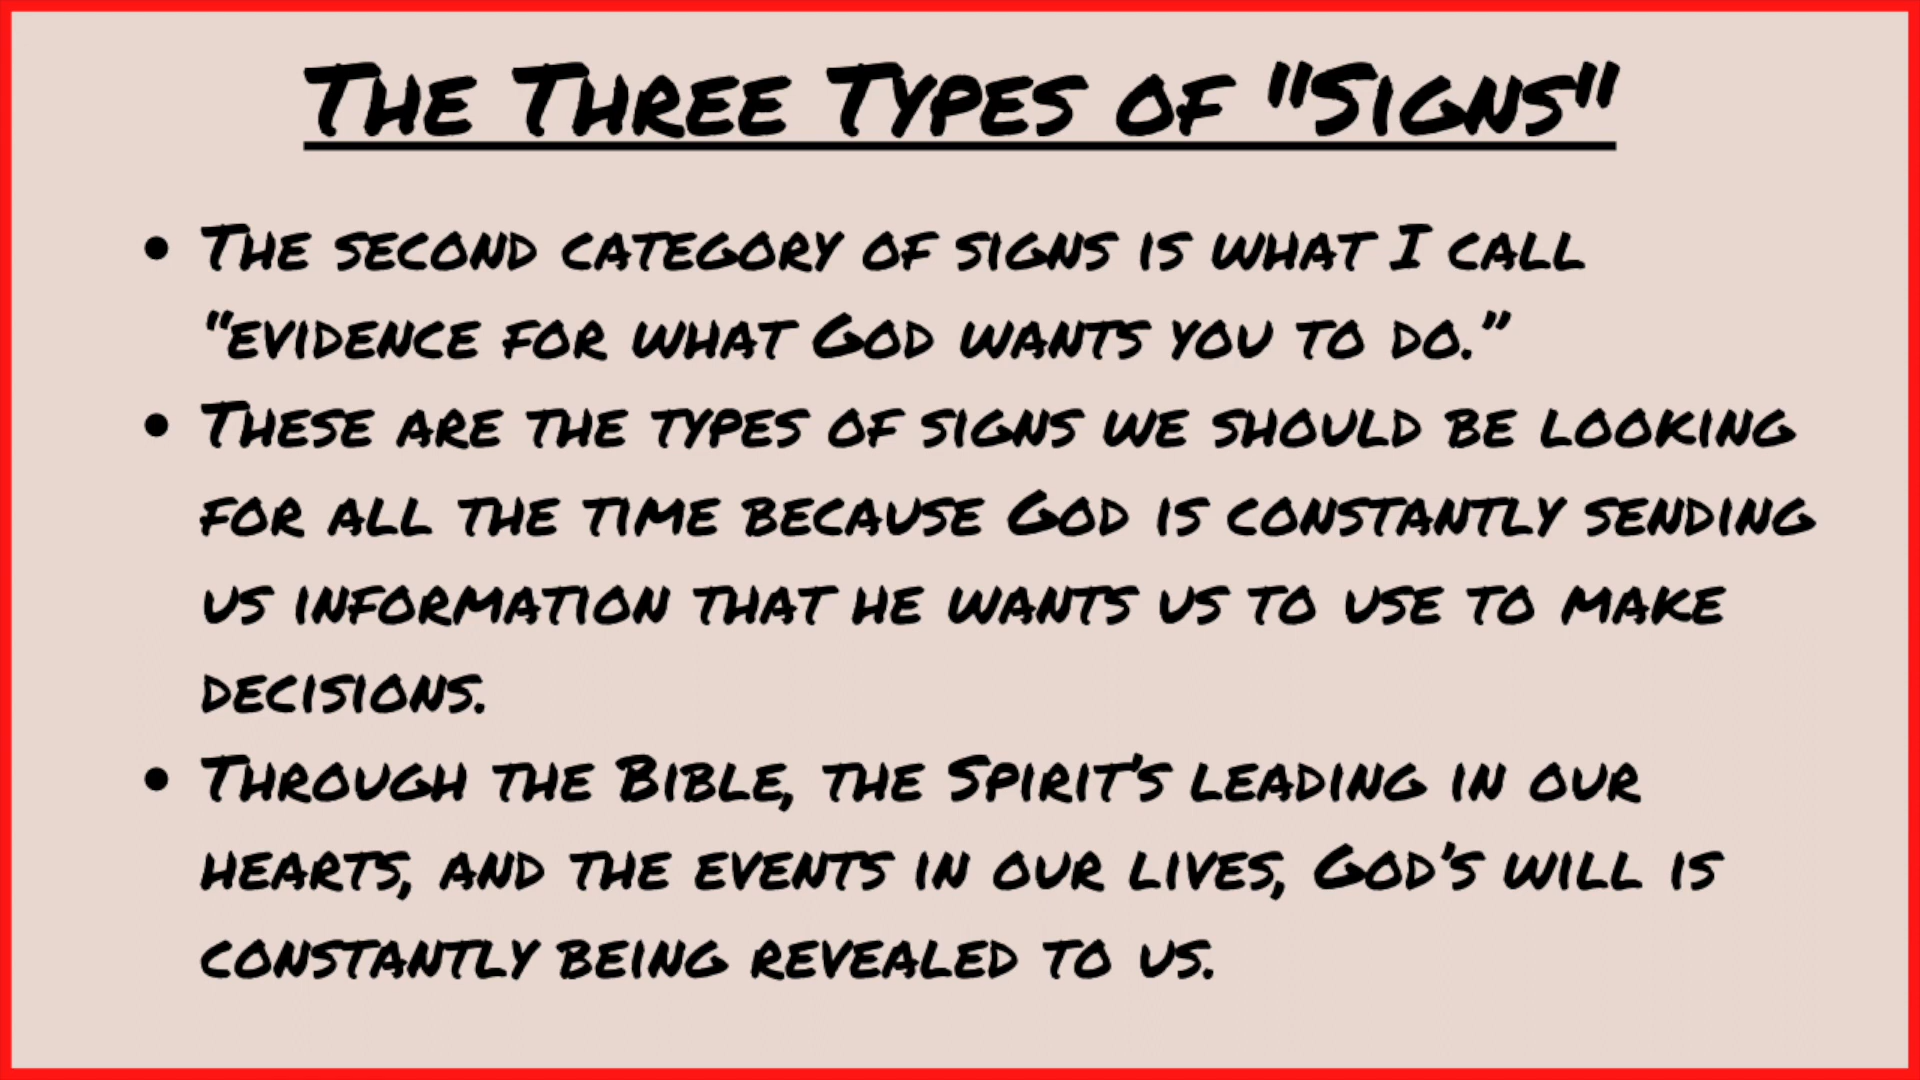 The Three Types of "Signs"
• The second category of signs is what I call
“evidence for what God wants you to do.”
• These are the types of signs we should be looking
for all the time because God is constantly sending
us information that he wants us to use to make
decisions.
• Through the Bible, the Spirit’s leading in our
hearts, and the events in our lives, God’s will is
constantly being revealed to us.